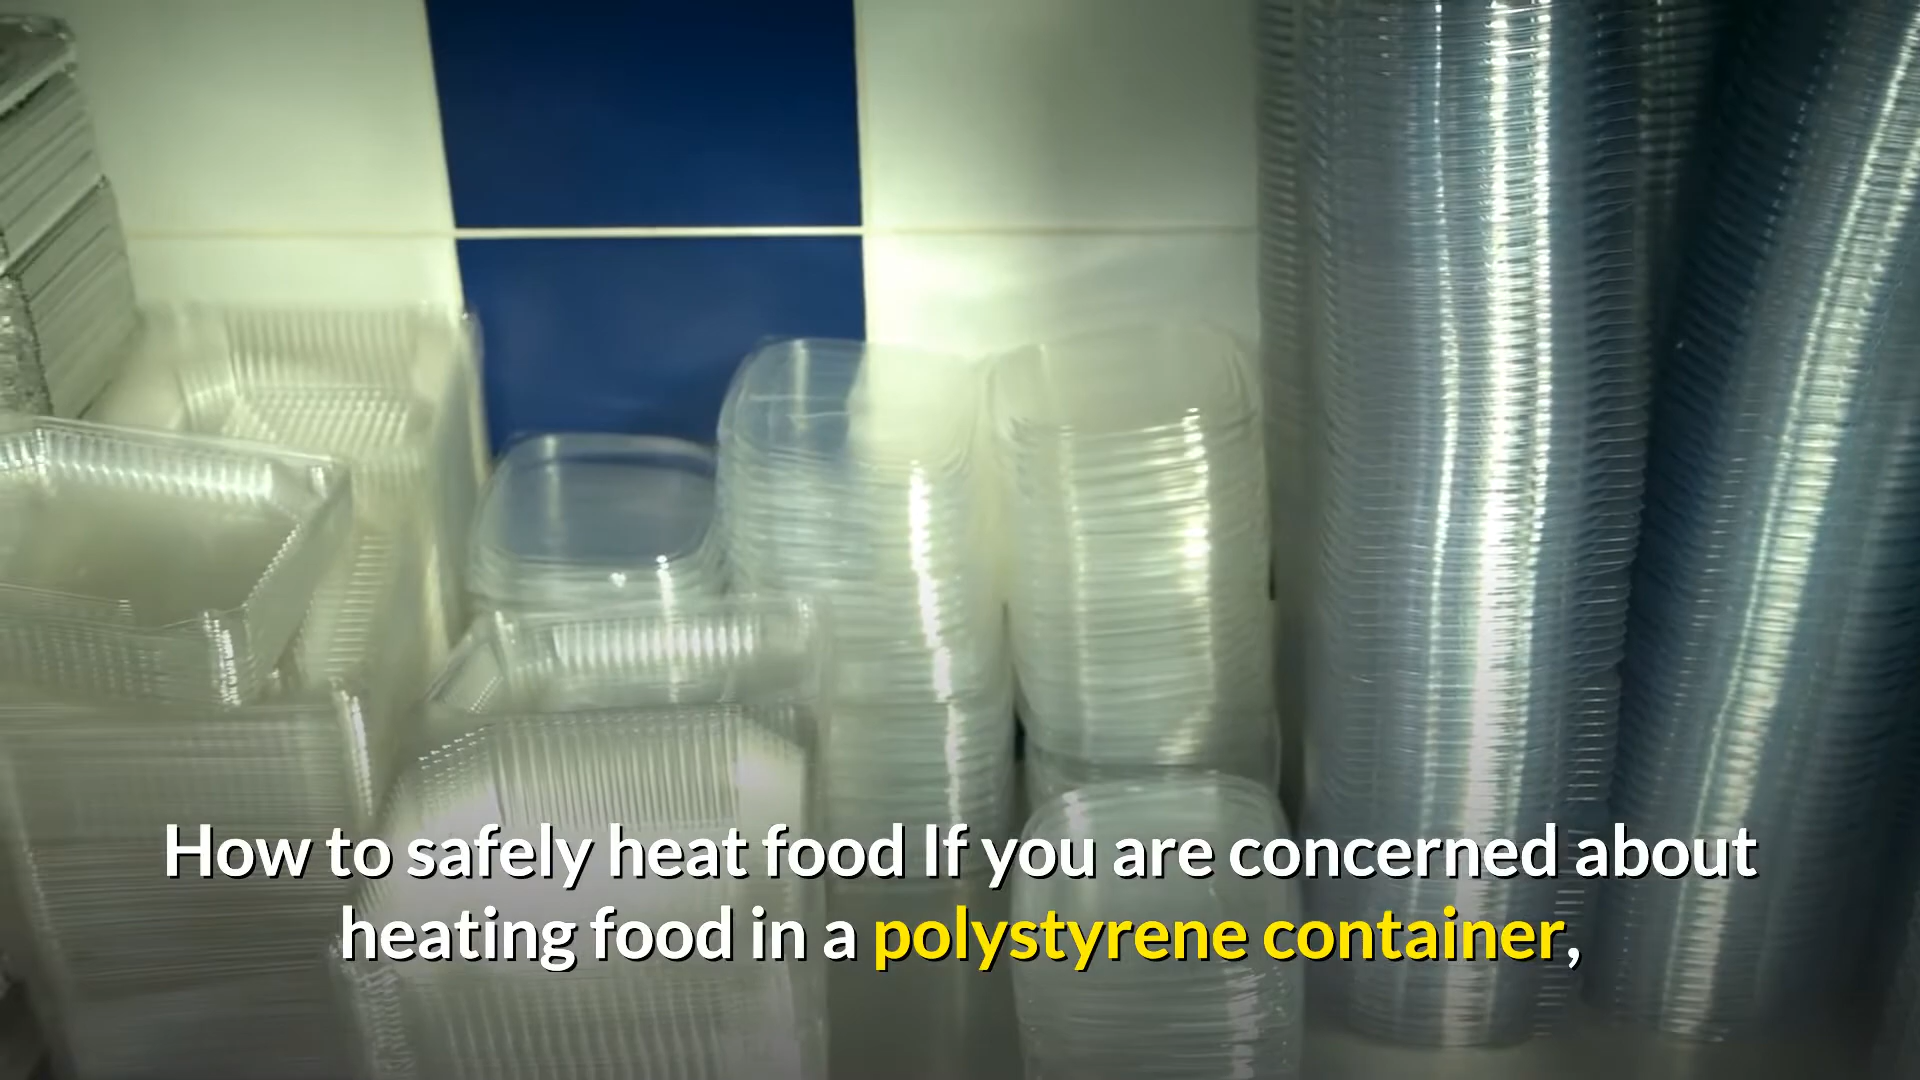 How to safely heat food If you are concerned about
heating food in a polystyrene container,